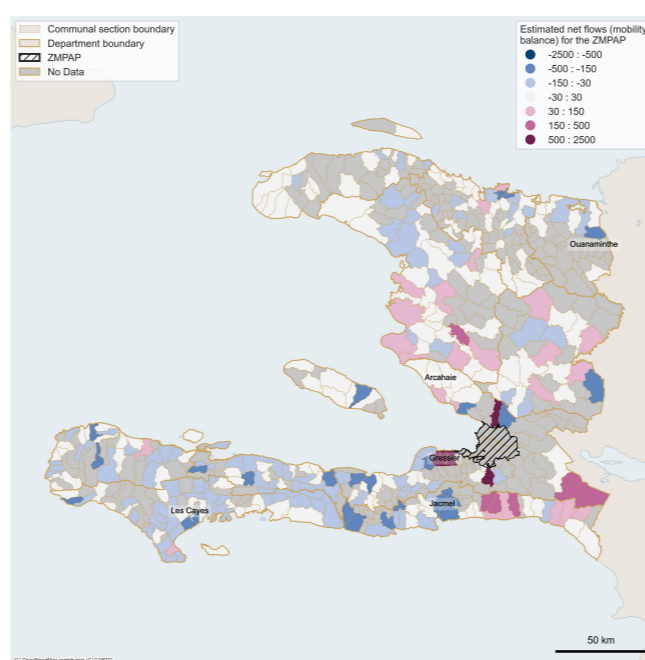 Communal section boundary
Department boundary
ZMPAP
No Data
Estimated net flows (mobility
balance) for the ZMPAP
-2500 : -500
-500 : -150
-150 : -30
-30 : 30
30 : 150
150 : 500
500 : 2500
Ouanaminthe
Arcahaie
Gressier
Jacmel
Les Cayes
50 km